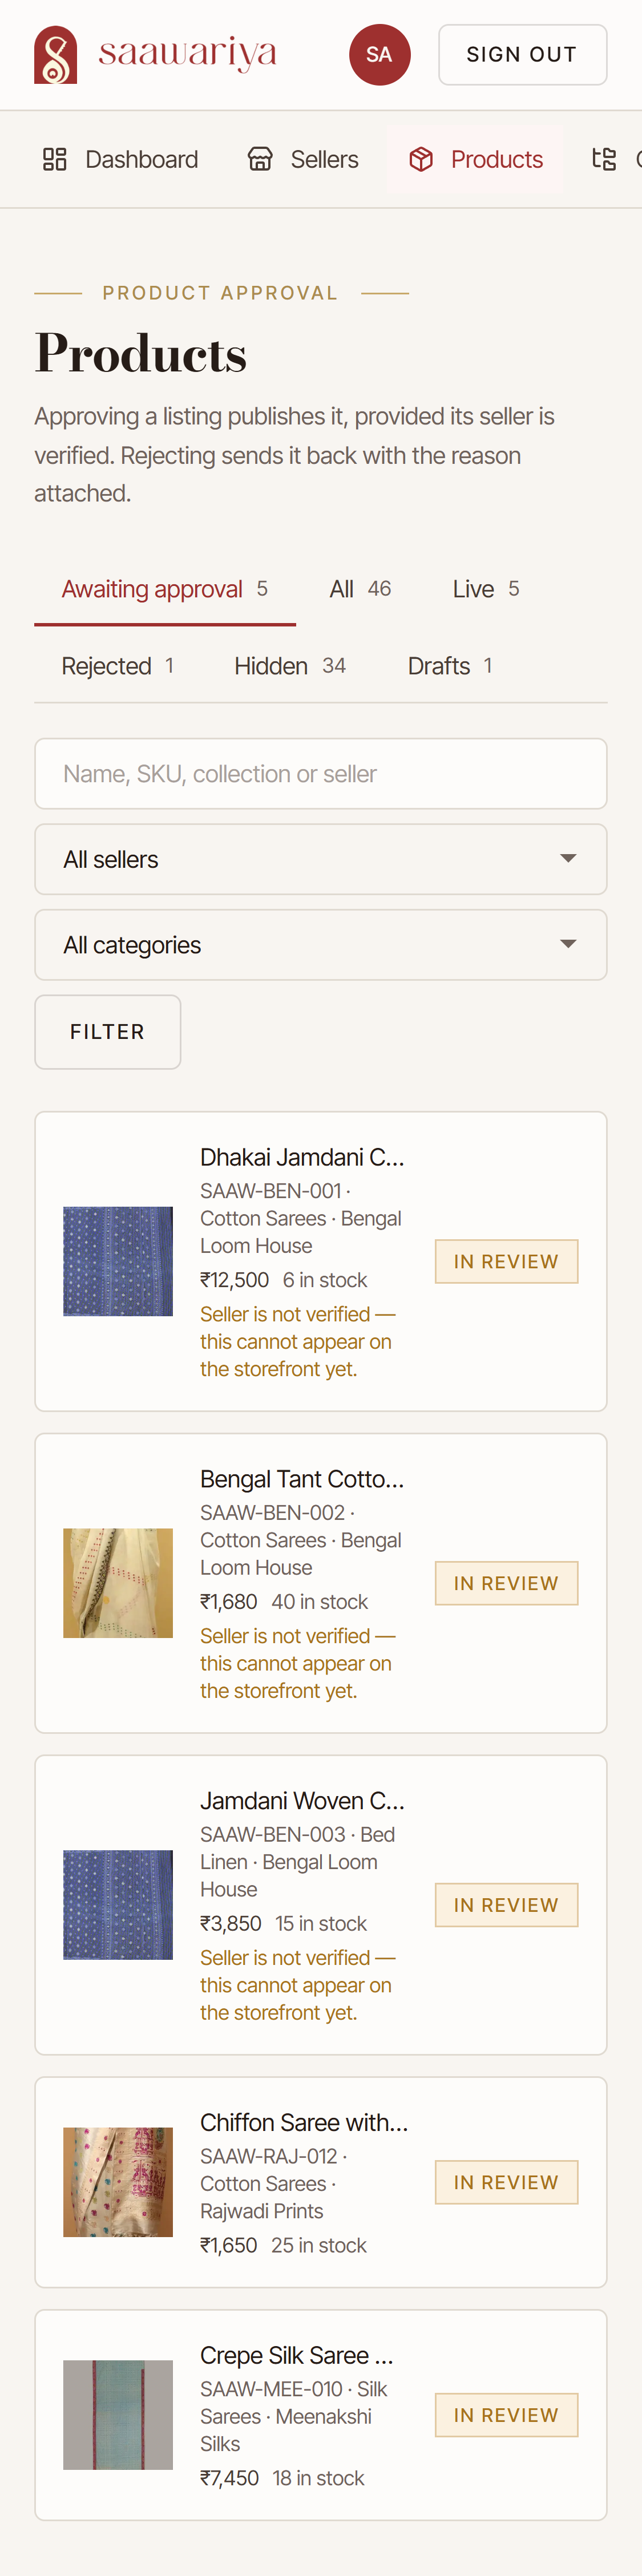 saawariya
SA
SIGN OUT
Dashboard
Sellers
Products
PRODUCT APPROVAL
Products
Approving a listing publishes it, provided its seller is
verified. Rejecting sends it back with the reason
attached.
Awaiting approval 5
All 46
Live 5
Rejected 1
Hidden 34
Drafts 1
Name, SKU, collection or seller
All sellers
All categories
FILTER
Dhakai Jamdani C...
SAAW-BEN-001 ·
Cotton Sarees · Bengal
Loom House
₹12,500 6 in stock
Seller is not verified —
this cannot appear on
the storefront yet.
IN REVIEW
Bengal Tant Cotto...
SAAW-BEN-002 ·
Cotton Sarees · Bengal
Loom House
₹1,680 40 in stock
Seller is not verified —
this cannot appear on
the storefront yet.
IN REVIEW
Jamdani Woven C...
SAAW-BEN-003 · Bed
Linen · Bengal Loom
House
₹3,850 15 in stock
Seller is not verified —
this cannot appear on
the storefront yet.
IN REVIEW
Chiffon Saree with...
SAAW-RAJ-012 ·
Cotton Sarees ·
Rajwadi Prints
₹1,650 25 in stock
IN REVIEW
Crepe Silk Saree ...
SAAW-MEE-010 · Silk
Sarees · Meenakshi
Silks
₹7,450 18 in stock
IN REVIEW